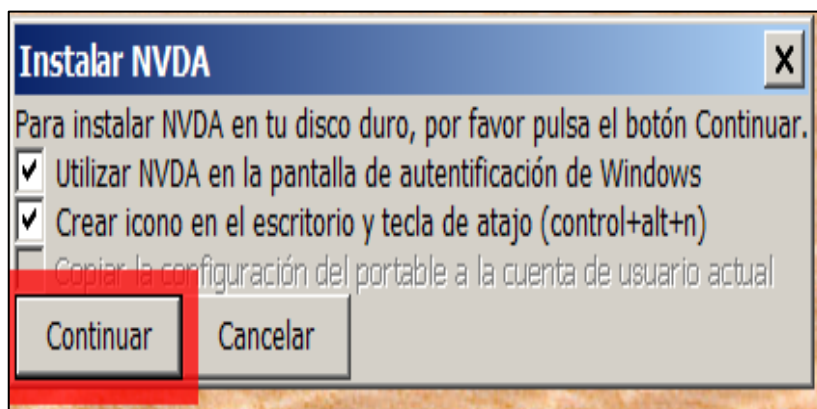 Instalar NVDA
Para instalar NVDA en tu disco duro, por favor pulsa el botón Continuar.
Utilizar NVDA en la pantalla de autentificación de Windows
Crear icono en el escritorio y tecla de atajo (control+alt+n)
Copiar la configuración del portable a la cuenta de usuario actual
Continuar Cancelar